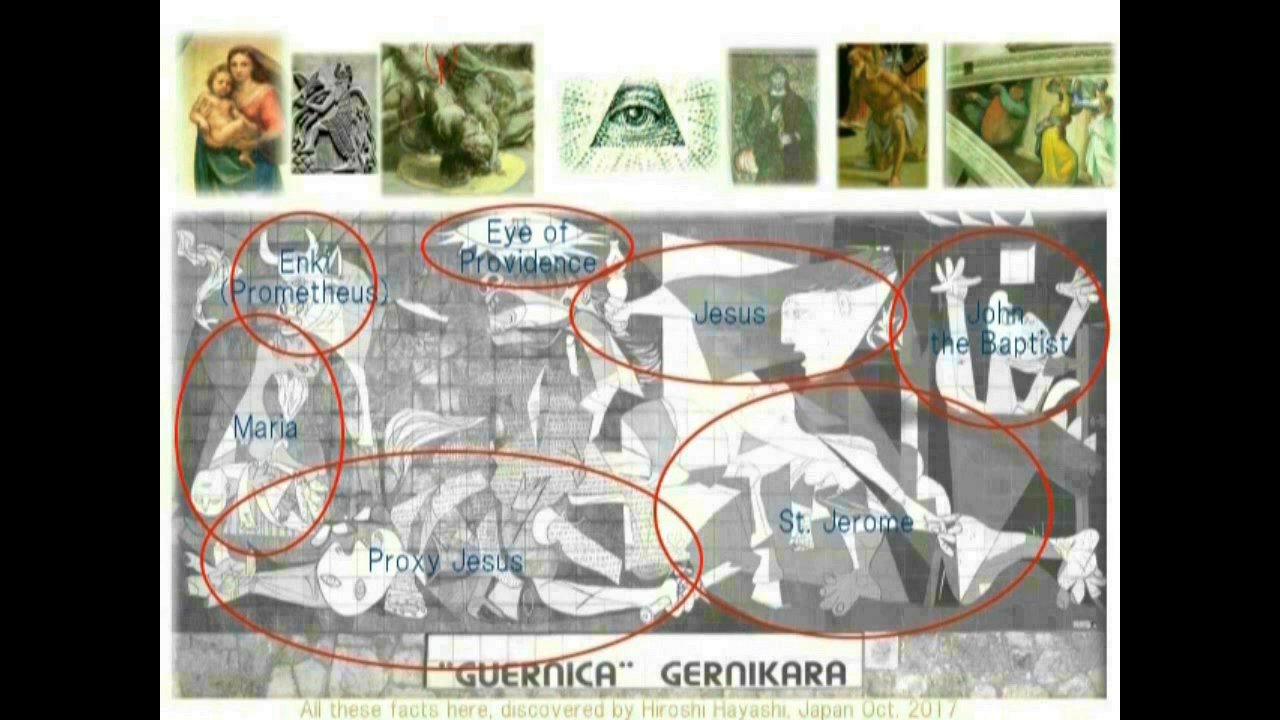 Eye of
Providence
Enki
(Prometheus)
Jesus
John
the Baptist
Maria
St. Jerome
Proxy Jesus
"GUERNICA" GERNIKARA
All these facts here, discovered by Hiroshi Hayashi, Japan Oct. 2017